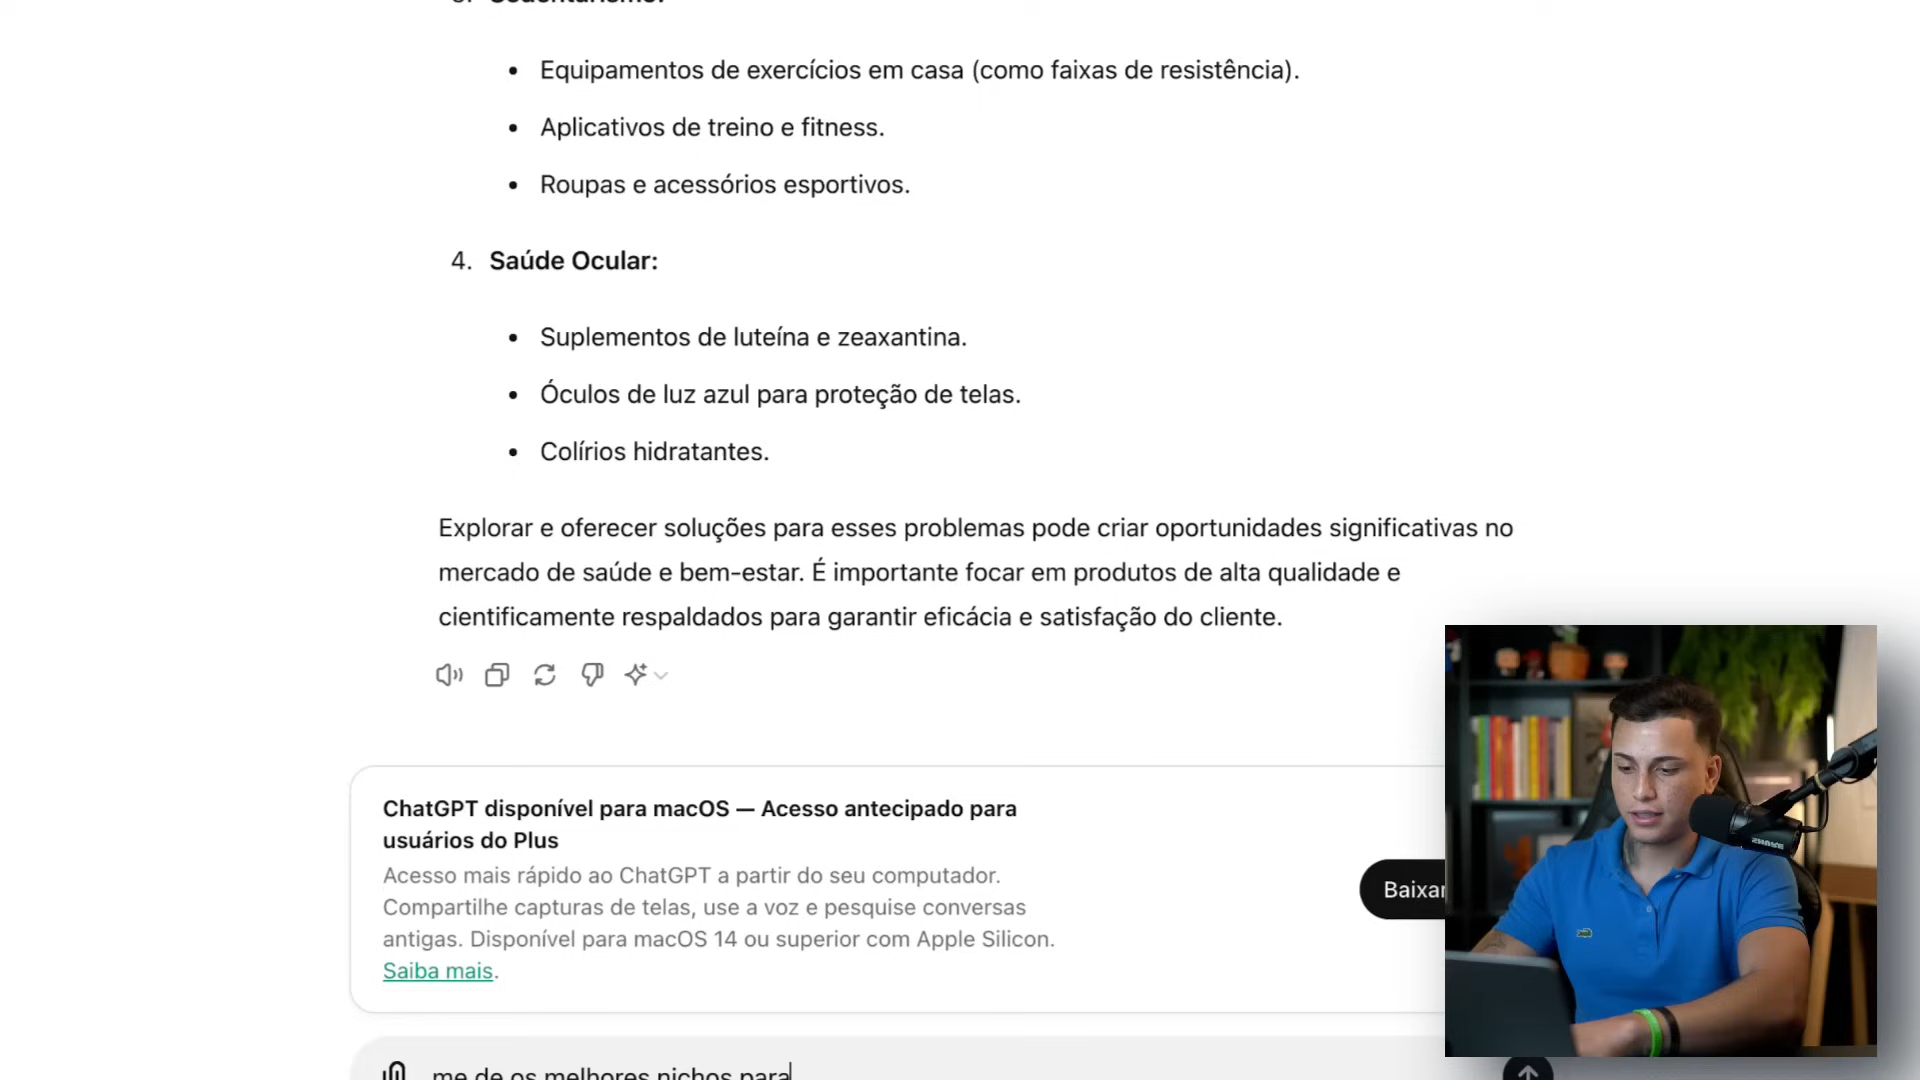 3. Sedentarismo:
• Equipamentos de exercícios em casa (como faixas de resistência).
• Aplicativos de treino e fitness.
• Roupas e acessórios esportivos.
4. Saúde Ocular:
• Suplementos de luteína e zeaxantina.
• Óculos de luz azul para proteção de telas.
• Colírios hidratantes.
Explorar e oferecer soluções para esses problemas pode criar oportunidades significativas no
mercado de saúde e bem-estar. É importante focar em produtos de alta qualidade e
cientificamente respaldados para garantir eficácia e satisfação do cliente.
ChatGPT disponível para macOS — Acesso antecipado para
usuários do Plus
Acesso mais rápido ao ChatGPT a partir do seu computador.
Compartilhe capturas de telas, use a voz e pesquise conversas
antigas. Disponível para macOS 14 ou superior com Apple Silicon.
Saiba mais.
Baixar
me de os melhores nichos para